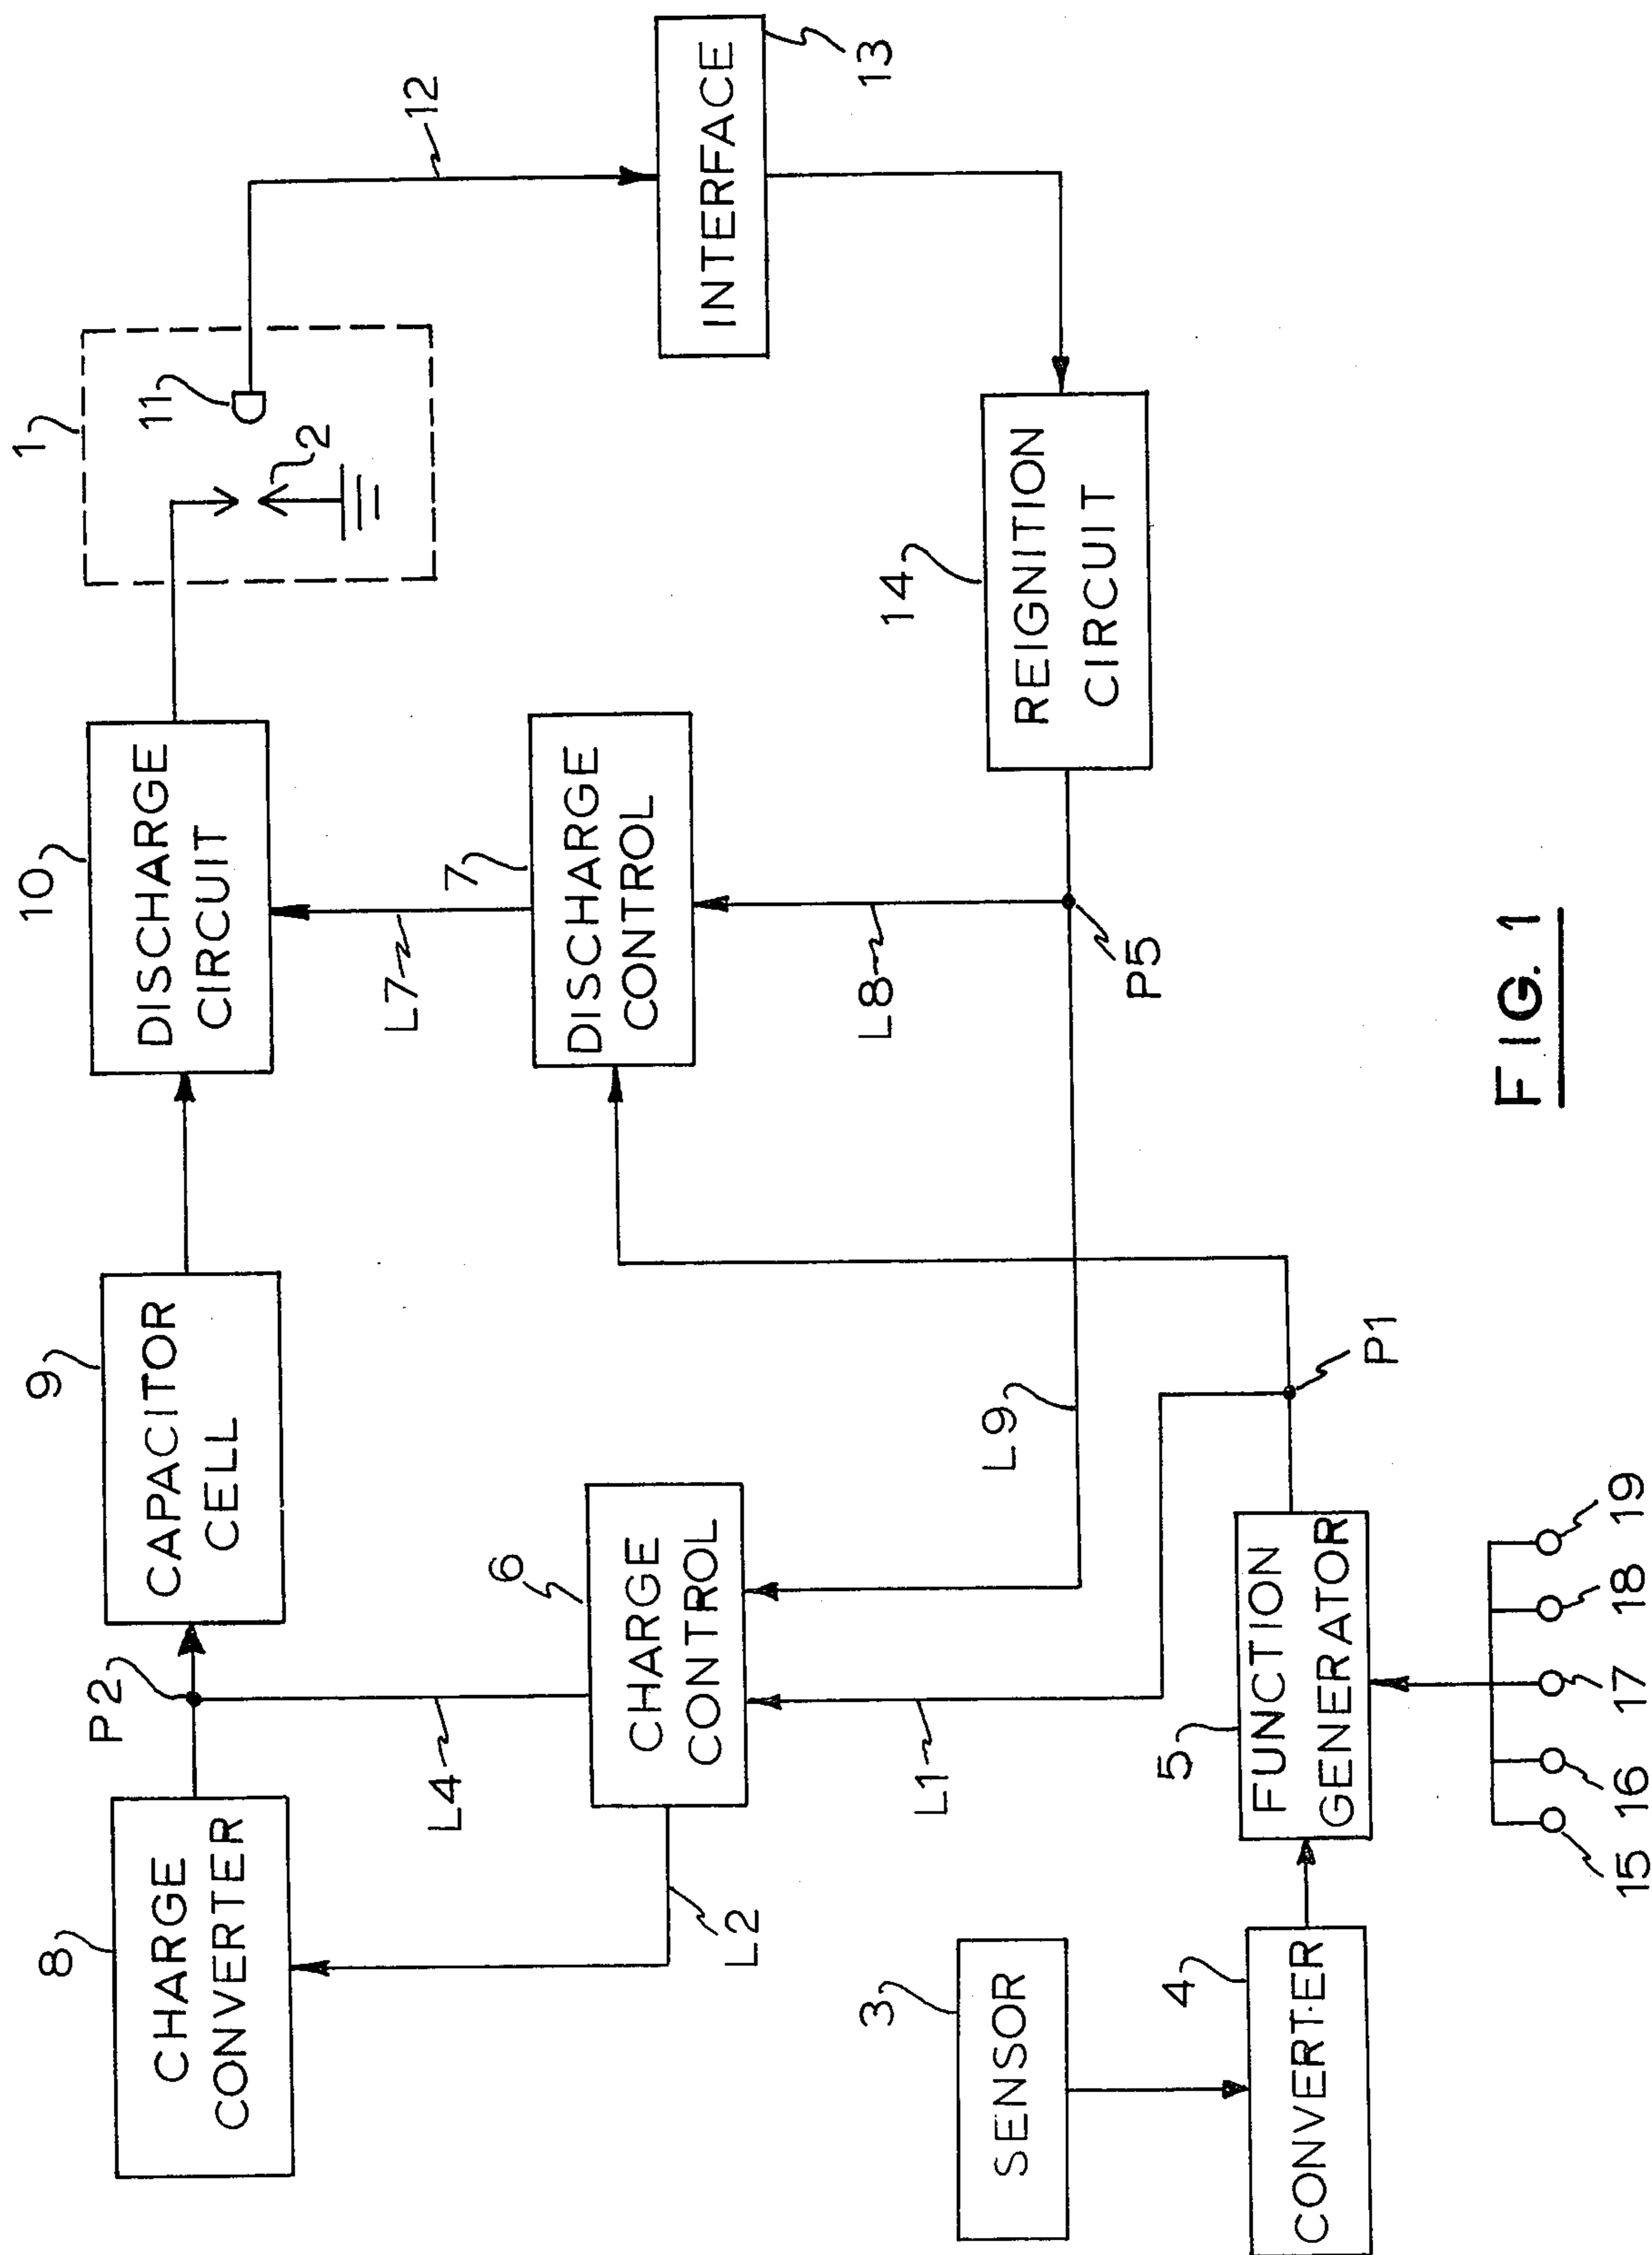 8
CHARGE
CONVERTER
P2
9
CAPACITOR
CELL
10
DISCHARGE
CIRCUIT
1
11
2
12
L4
L2
6
CHARGE
CONTROL
L7
7
DISCHARGE
CONTROL
INTERFACE
13
L1
L9
L8
P5
14
REIGNITION
CIRCUIT
3
SENSOR
4
CONVERTER
5
FUNCTION
GENERATOR
P1
15
16
17
18
19
FIG. 1